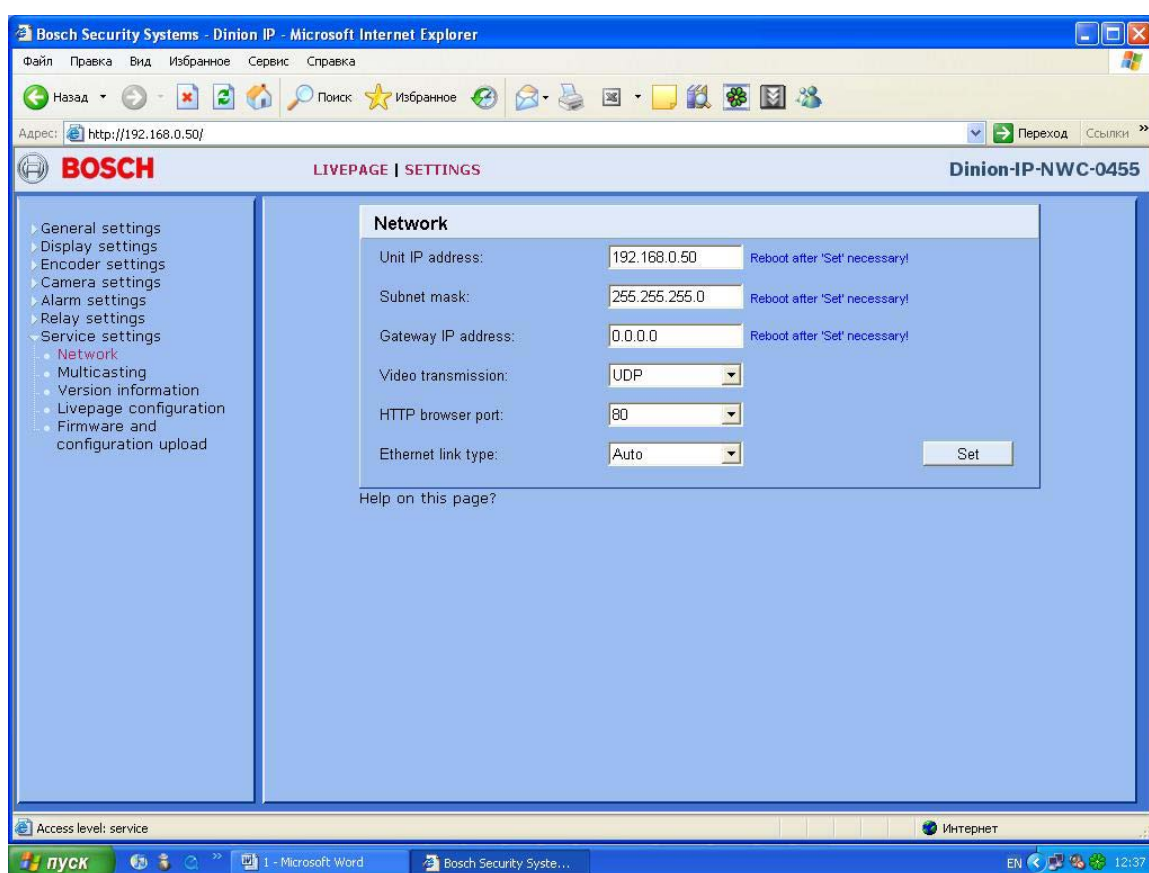 Bosch Security Systems - Dinion IP - Microsoft Internet Explorer
Файл Правка Вид Избранное Сервис Справка
Назад Поиск Избранное
Адрес: http://192.168.0.50/ Переход Ссылки »
BOSCH LIVEPAGE | SETTINGS Dinion-IP-NWC-0455
General settings
Display settings
Encoder settings
Camera settings
Alarm settings
Relay settings
Service settings
Network
Multicasting
Version information
Livepage configuration
Firmware and
configuration upload
Network
Unit IP address: 192.168.0.50 Reboot after 'Set' necessary!
Subnet mask: 255.255.255.0 Reboot after 'Set' necessary!
Gateway IP address: 0.0.0.0 Reboot after 'Set' necessary!
Video transmission: UDP
HTTP browser port: 80
Ethernet link type: Auto Set
Help on this page?
Access level: service Интернет
пуск » 1 - Microsoft Word Bosch Security Syste... EN 12:37